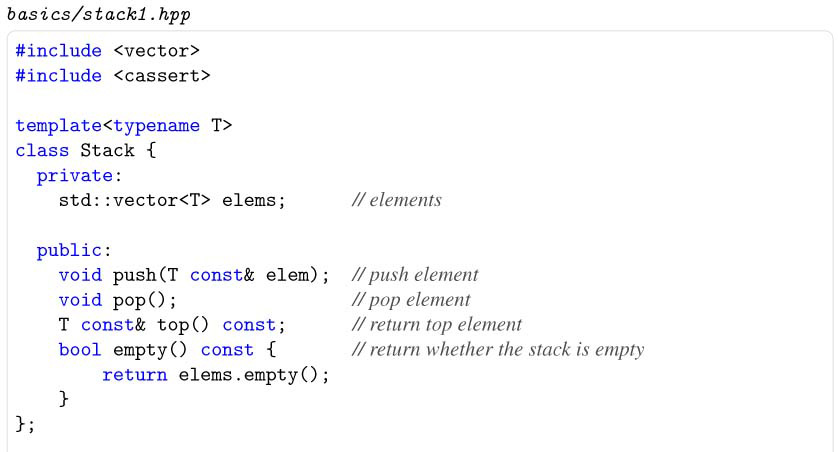 basics/stack1.hpp
#include <vector>
#include <cassert>
template<typename T>
class Stack {
private:
std::vector<T> elems; // elements
public:
void push(T const& elem); // push element
void pop(); // pop element
T const& top() const; // return top element
bool empty() const { // return whether the stack is empty
return elems.empty();
}
};